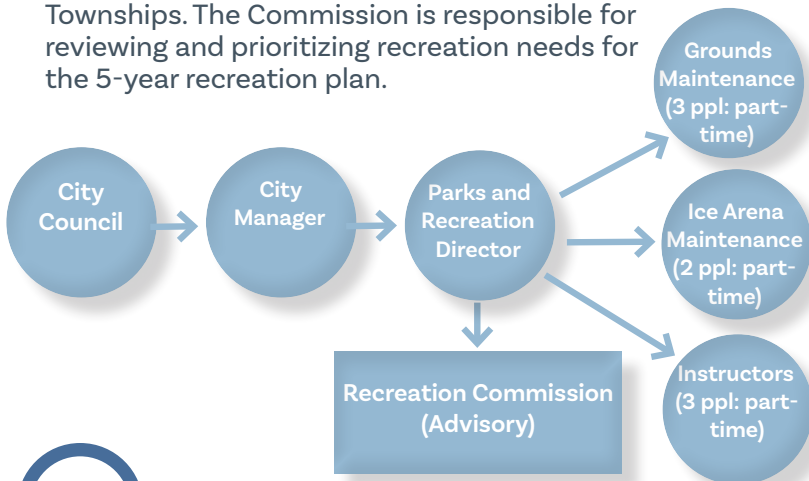 Townships. The Commission is responsible for
reviewing and prioritizing recreation needs for
the 5-year recreation plan.
City
Council
City
Manager
Parks and
Recreation
Director
Grounds
Maintenance
(3 ppl: part-
time)
Ice Arena
Maintenance
(2 ppl: part-
time)
Instructors
(3 ppl: part-
time)
Recreation Commission
(Advisory)